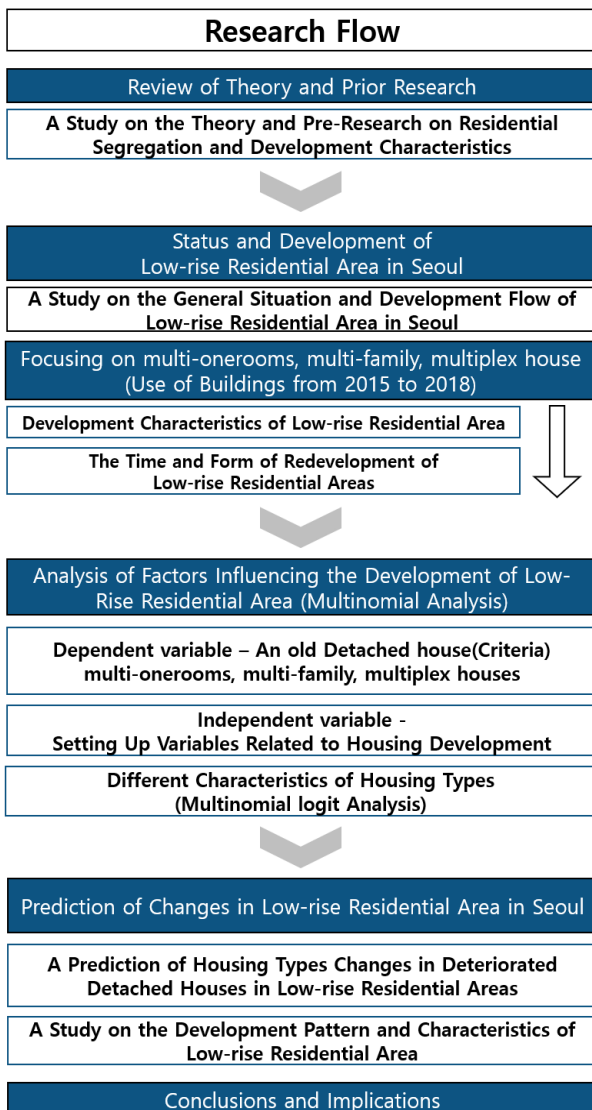 Research Flow
Review of Theory and Prior Research
A Study on the Theory and Pre-Research on Residential
Segregation and Development Characteristics
Status and Development of
Low-rise Residential Area in Seoul
A Study on the General Situation and Development Flow of
Low-rise Residential Area in Seoul
Focusing on multi-onerooms, multi-family, multiplex house
(Use of Buildings from 2015 to 2018)
Development Characteristics of Low-rise Residential Area
The Time and Form of Redevelopment of
Low-rise Residential Areas
Analysis of Factors Influencing the Development of Low-
Rise Residential Area (Multinomial Analysis)
Dependent variable – An old Detached house(Criteria)
multi-onerooms, multi-family, multiplex houses
Independent variable -
Setting Up Variables Related to Housing Development
Different Characteristics of Housing Types
(Multinomial logit Analysis)
Prediction of Changes in Low-rise Residential Area in Seoul
A Prediction of Housing Types Changes in Deteriorated
Detached Houses in Low-rise Residential Areas
A Study on the Development Pattern and Characteristics of
Low-rise Residential Area
Conclusions and Implications